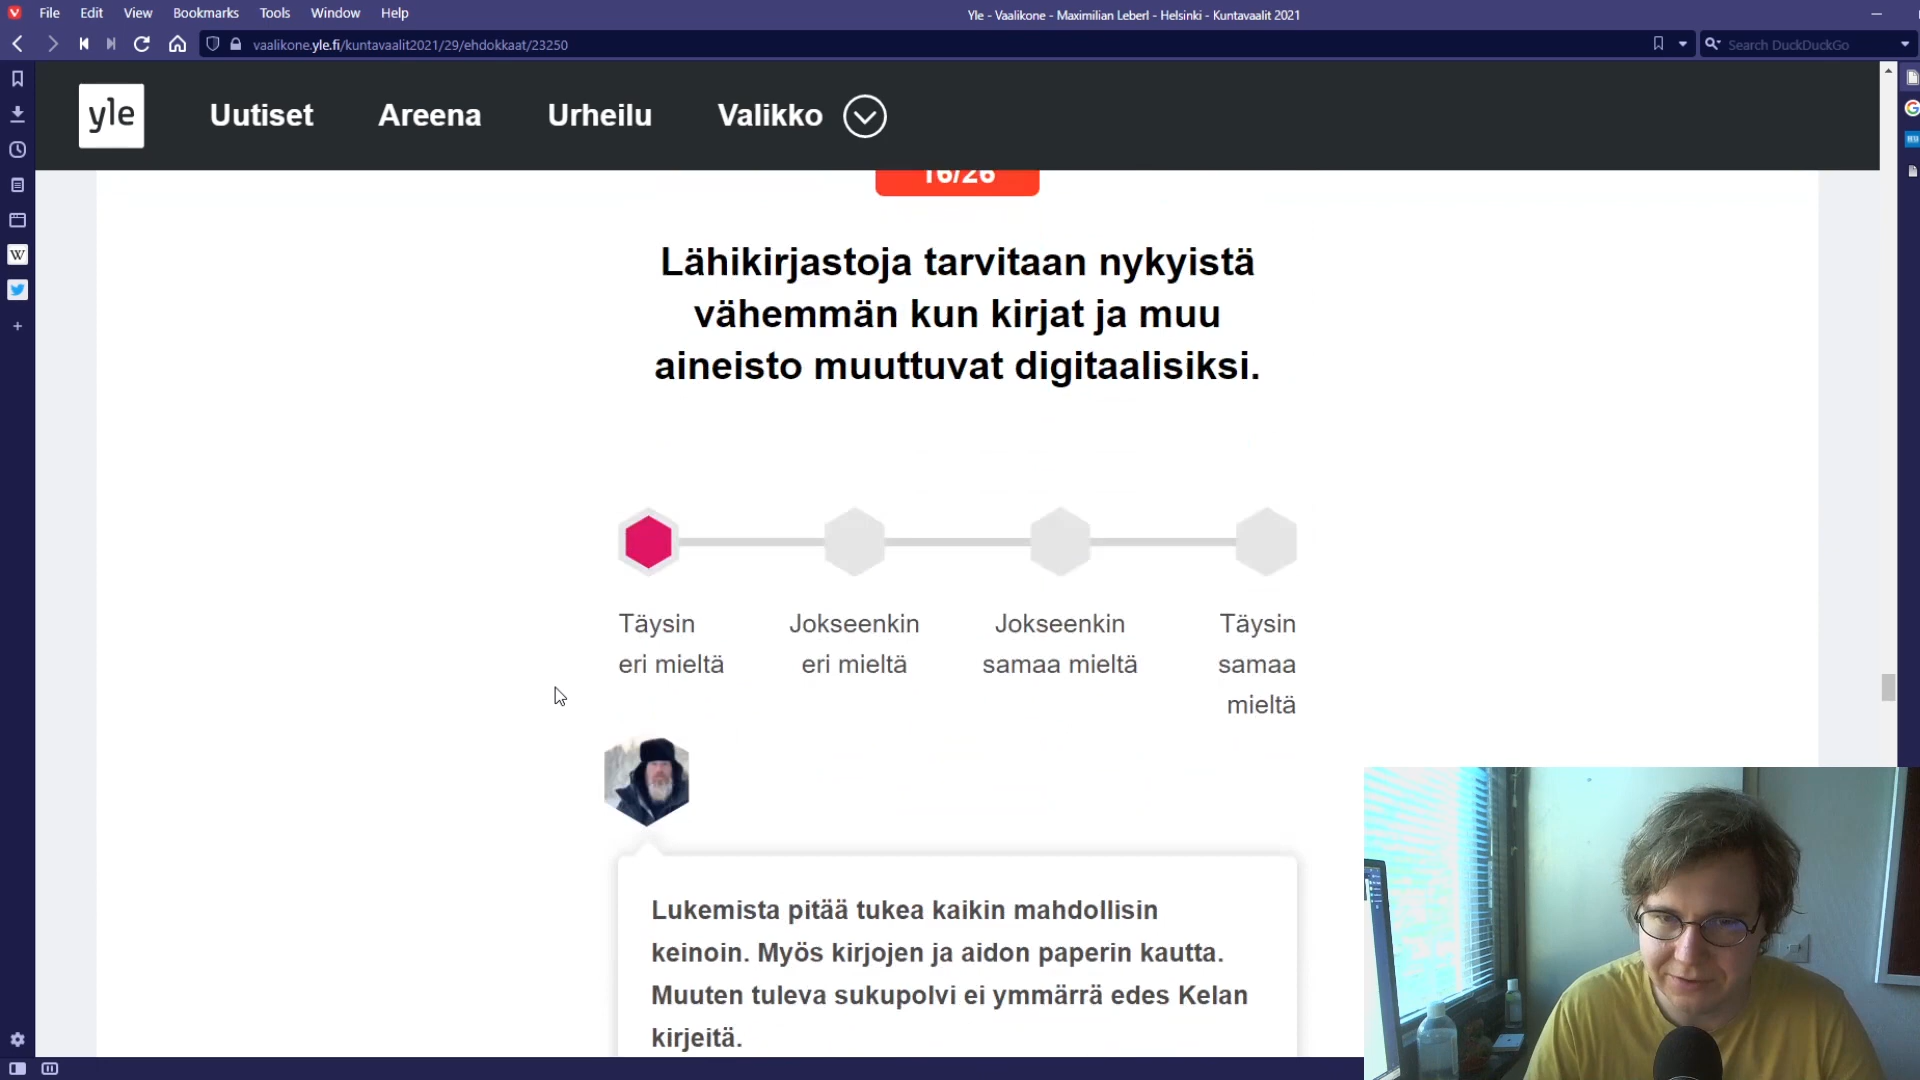 File Edit View Bookmarks Tools Window Help
Yle - Vaalikone - Maximilian Leberl - Helsinki - Kuntavaalit 2021
vaalikone.yle.fi/kuntavaalit2021/29/ehdokkaat/23250
Search DuckDuckGo
yle Uutiset Areena Urheilu Valikko
16/26
Lähikirjastoja tarvitaan nykyistä
vähemmän kun kirjat ja muu
aineisto muuttuvat digitaalisiksi.
Täysin
eri mieltä
Jokseenkin
eri mieltä
Jokseenkin
samaa mieltä
Täysin
samaa
mieltä
Lukemista pitää tukea kaikin mahdollisin
keinoin. Myös kirjojen ja aidon paperin kautta.
Muuten tuleva sukupolvi ei ymmärrä edes Kelan
kirjeitä.